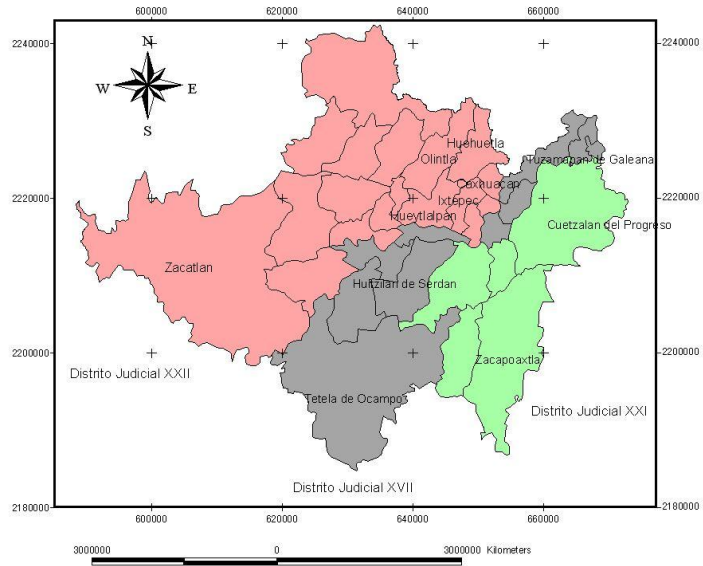 600000 620000 640000 660000
2240000 2240000
N
W E
S
Huehuetla
Olintla
Tuzamapan de Galeana
Caxhuacan
2220000 2220000
Ixtepec
Hueytlalpan
Cuetzalan del Progreso
Zacatlan
Huitzilan de Serdan
2200000 2200000
Zacapoaxtla
Distrito Judicial XXII
Tetela de Ocampo
Distrito Judicial XXI
Distrito Judicial XVII
2180000 2180000
600000 620000 640000 660000
3000000 0 3000000 Kilometers